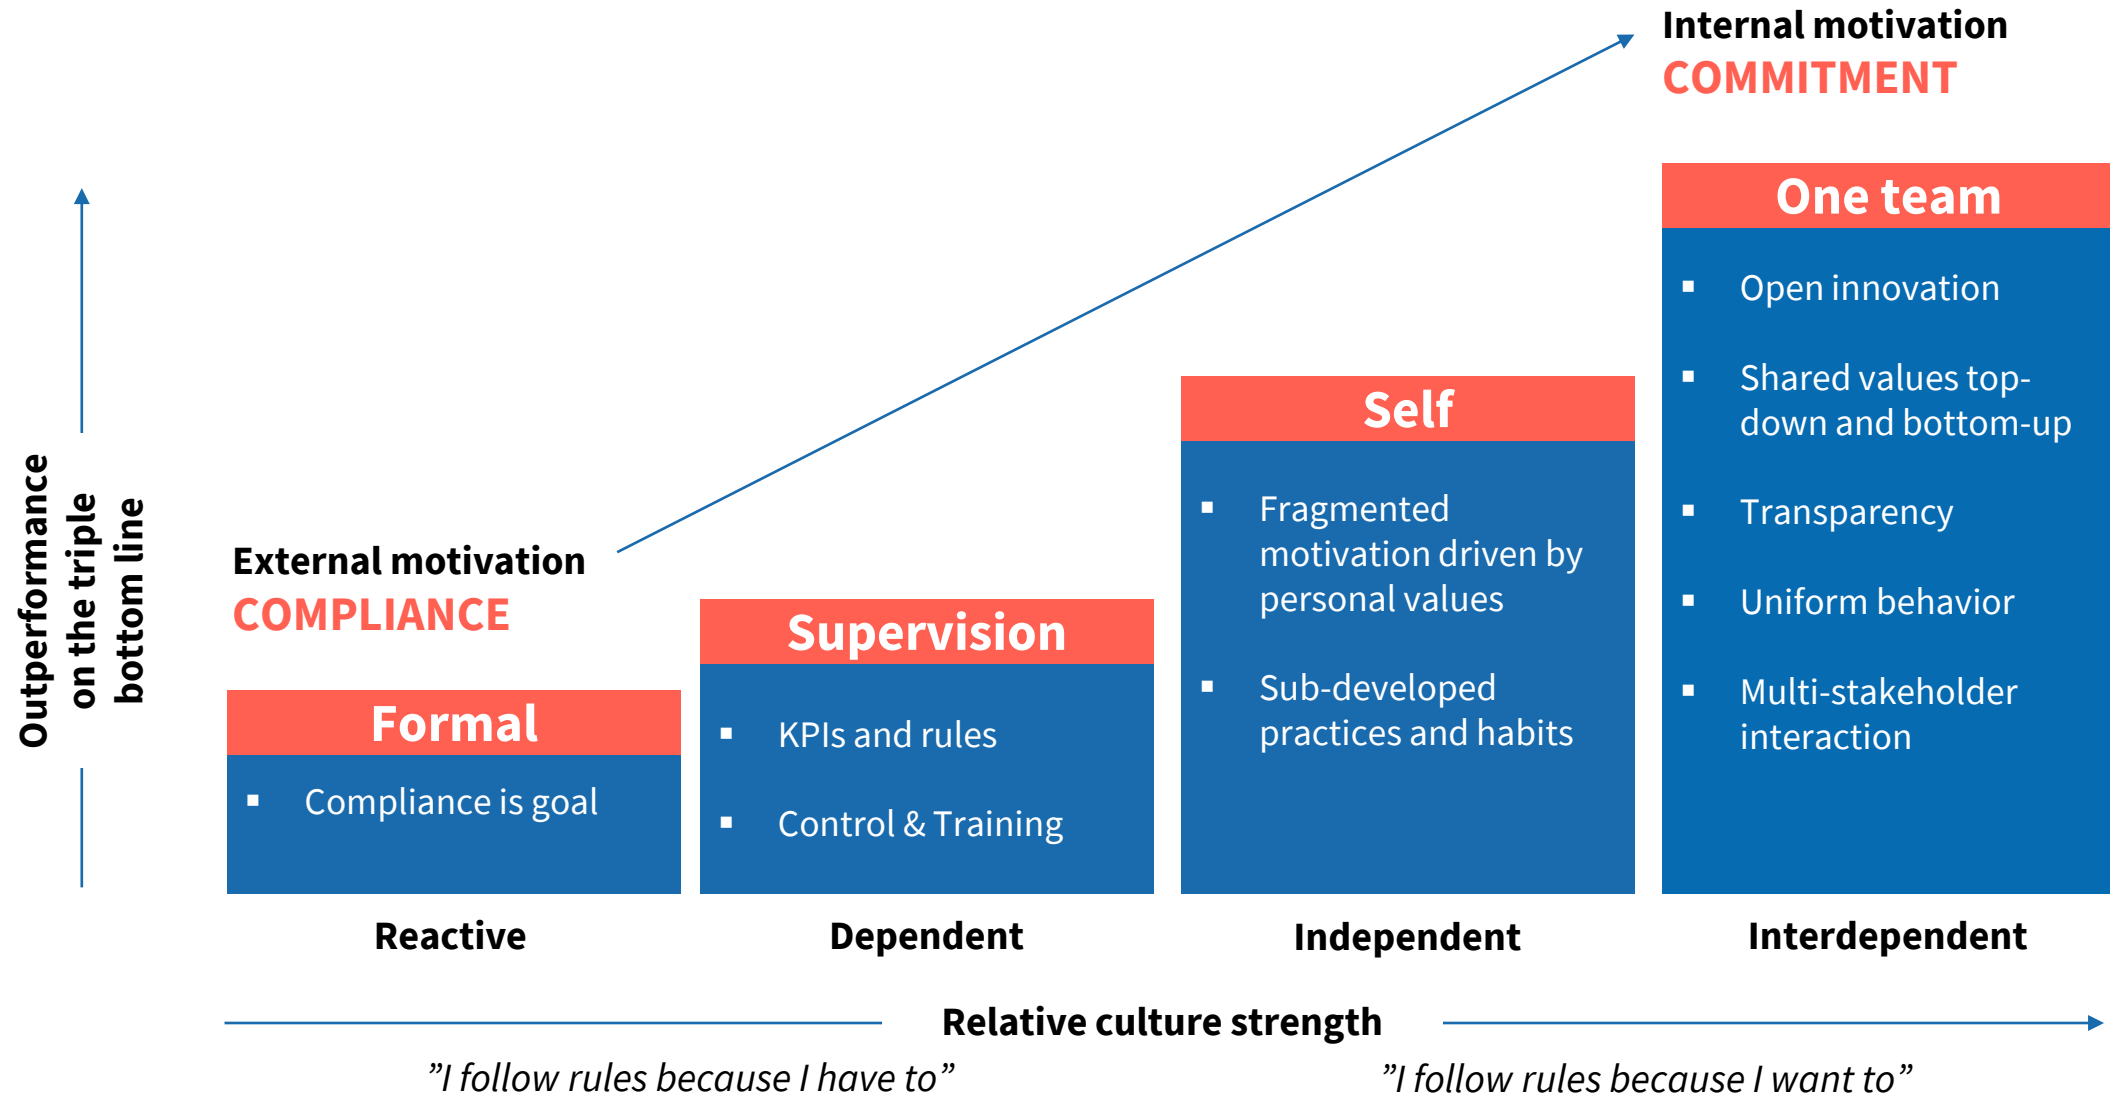 Internal motivation
COMMITMENT
One team
▪ Open innovation
▪ Shared values top-
down and bottom-up
▪ Transparency
▪ Uniform behavior
▪ Multi-stakeholder
interaction
Self
▪ Fragmented
motivation driven by
personal values
▪ Sub-developed
practices and habits
External motivation
COMPLIANCE
Supervision
▪ KPIs and rules
▪ Control & Training
Formal
▪ Compliance is goal
Outperformance
on the triple
bottom line
Reactive
Dependent
Independent
Interdependent
Relative culture strength
”I follow rules because I have to”
”I follow rules because I want to”